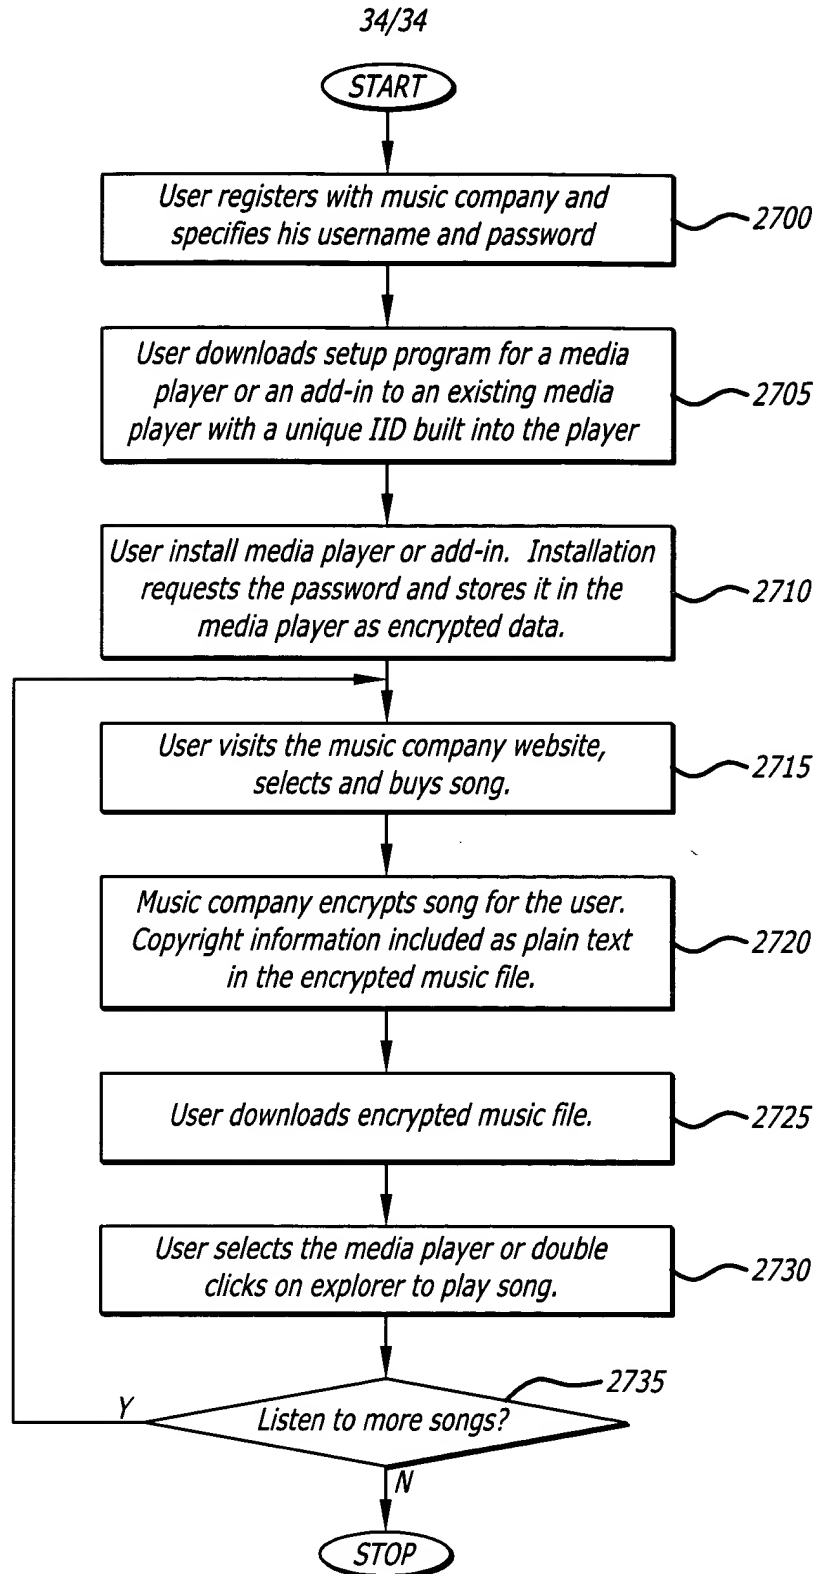 34/34
START
User registers with music company and
specifies his username and password
2700
User downloads setup program for a media
player or an add-in to an existing media
player with a unique IID built into the player
2705
User install media player or add-in. Installation
requests the password and stores it in the
media player as encrypted data.
2710
User visits the music company website,
selects and buys song.
2715
Music company encrypts song for the user.
Copyright information included as plain text
in the encrypted music file.
2720
User downloads encrypted music file.
2725
User selects the media player or double
clicks on explorer to play song.
2730
2735
Y
Listen to more songs?
N
STOP